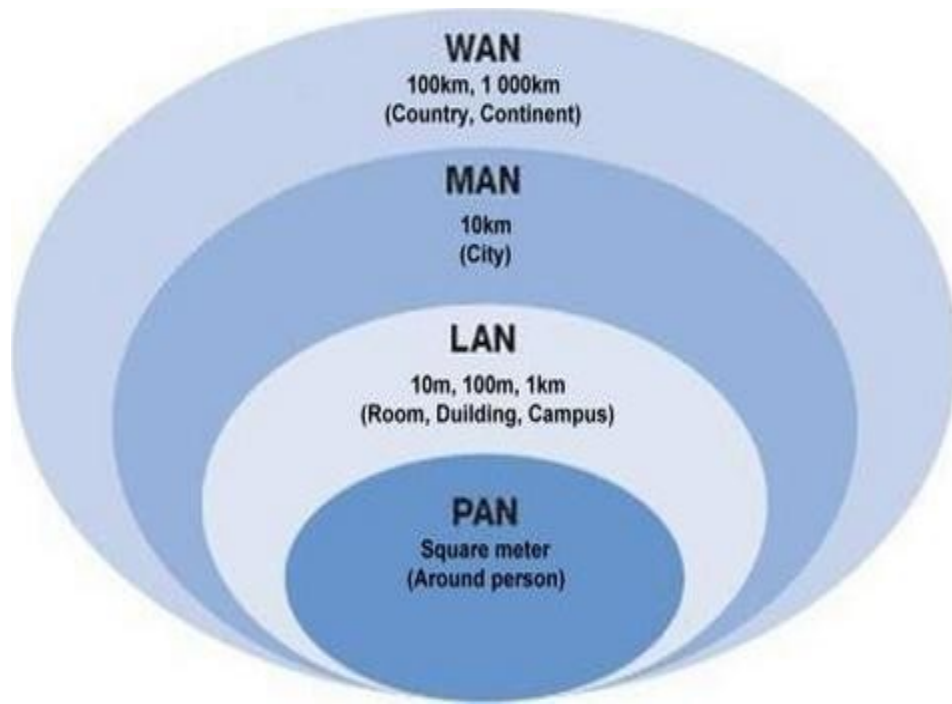 WAN
100km, 1 000km
(Country, Continent)
MAN
10km
(City)
LAN
10m, 100m, 1km
(Room, Duilding, Campus)
PAN
Square meter
(Around person)